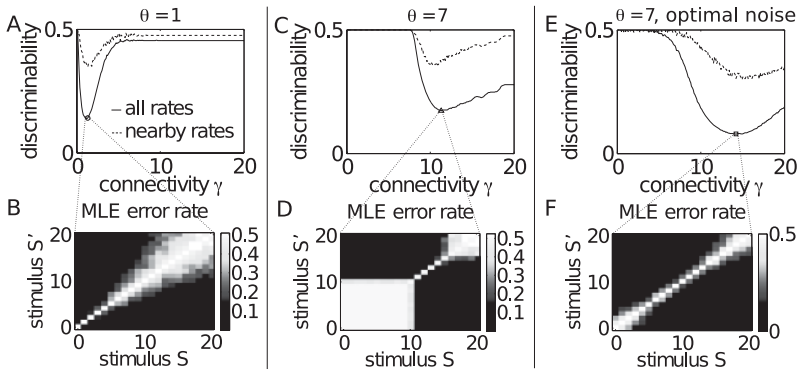 A
θ =1
0.5
discriminability
– all rates
---- nearby rates
0
0
10
20
connectivity γ
B
MLE error rate
20
stimulus S'
10
0
0
10
20
stimulus S
0.5
0.4
0.3
0.2
0.1
C
θ =7
0.5
discriminability
0
0
10
20
connectivity γ
D
MLE error rate
20
stimulus S'
10
0
0
10
20
stimulus S
0.5
0.4
0.3
0.2
0.1
E
θ =7, optimal noise
0.5
discriminability
0
0
10
20
connectivity γ
F
MLE error rate
20
stimulus S'
10
0
0
10
20
stimulus S
0.5
0